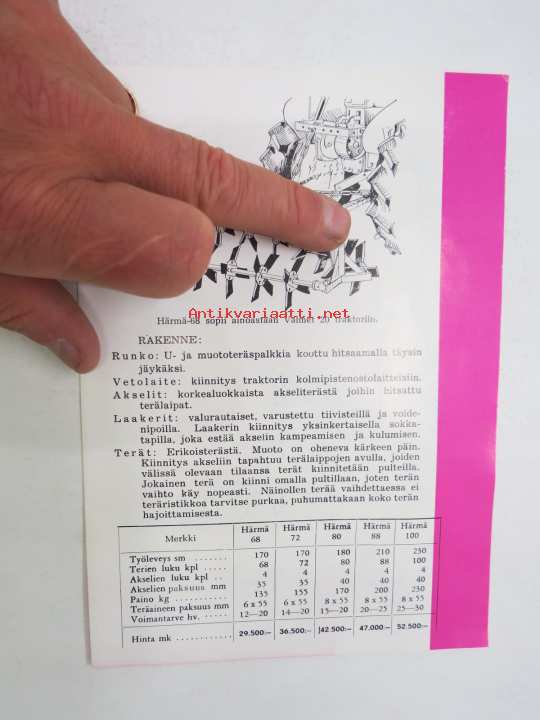 Härmä-68 sopii ainoastaan Valmet 20 traktoriin.
Antikvariaatti.net
RAKENNE:
Runko: U- ja muototeräspalkkia koottu hitsaamalla täysin
jäykäksi.
Vetolaite: kiinnitys traktorin kolmipistenostolaitteisiin.
Akselit: korkealuokkaista akseliterästä johin hitsattu
terälaipat.
Laakerit: valurautaiset, varustettu tiivisteillä ja voide-
nipoilla. Laakerin kiinnitys yksinkertaisella sokka-
tapilla, joka estää akselin kampeamisen ja kulumisen.
Terät: Erikoisterästä. Muoto on oheneva kärkeen päin.
Kiinnitys akseliin tapahtuu terälaippojen avulla, joiden
välissä olevaan tilaansa terät kiinnitetään pulteilla.
Jokainen terä on kiinni omalla pultillaan, joten terän
vaihto käy nopeasti. Näinollen terää vaihdettaessa ei
teräristikkoa tarvitse purkaa, puhumattakaan koko terän
hajoittamisesta.
Merkki Härmä 68 Härmä 72 Härmä 80 Härmä 88 Härmä 100
Työleveys sm ....... 170 170 180 210 230
Terien luku kpl ..... 68 72 80 88 100
Akselien luku kpl .. 4 4 4 4 4
Akselien paksuus mm 35 35 40 40 40
Paino kg ........... 135 155 170 200 230
Teräaineen paksuus mm 6 x 55 6 x 55 8 x 55 8 x 55 8 x 55
Voimantarve hv. ..... 12—20 14—20 15—20 20—25 25—30
Hinta mk ........... 29.500:— 36.500:— 42.500:— 47.000:— 52.500:—